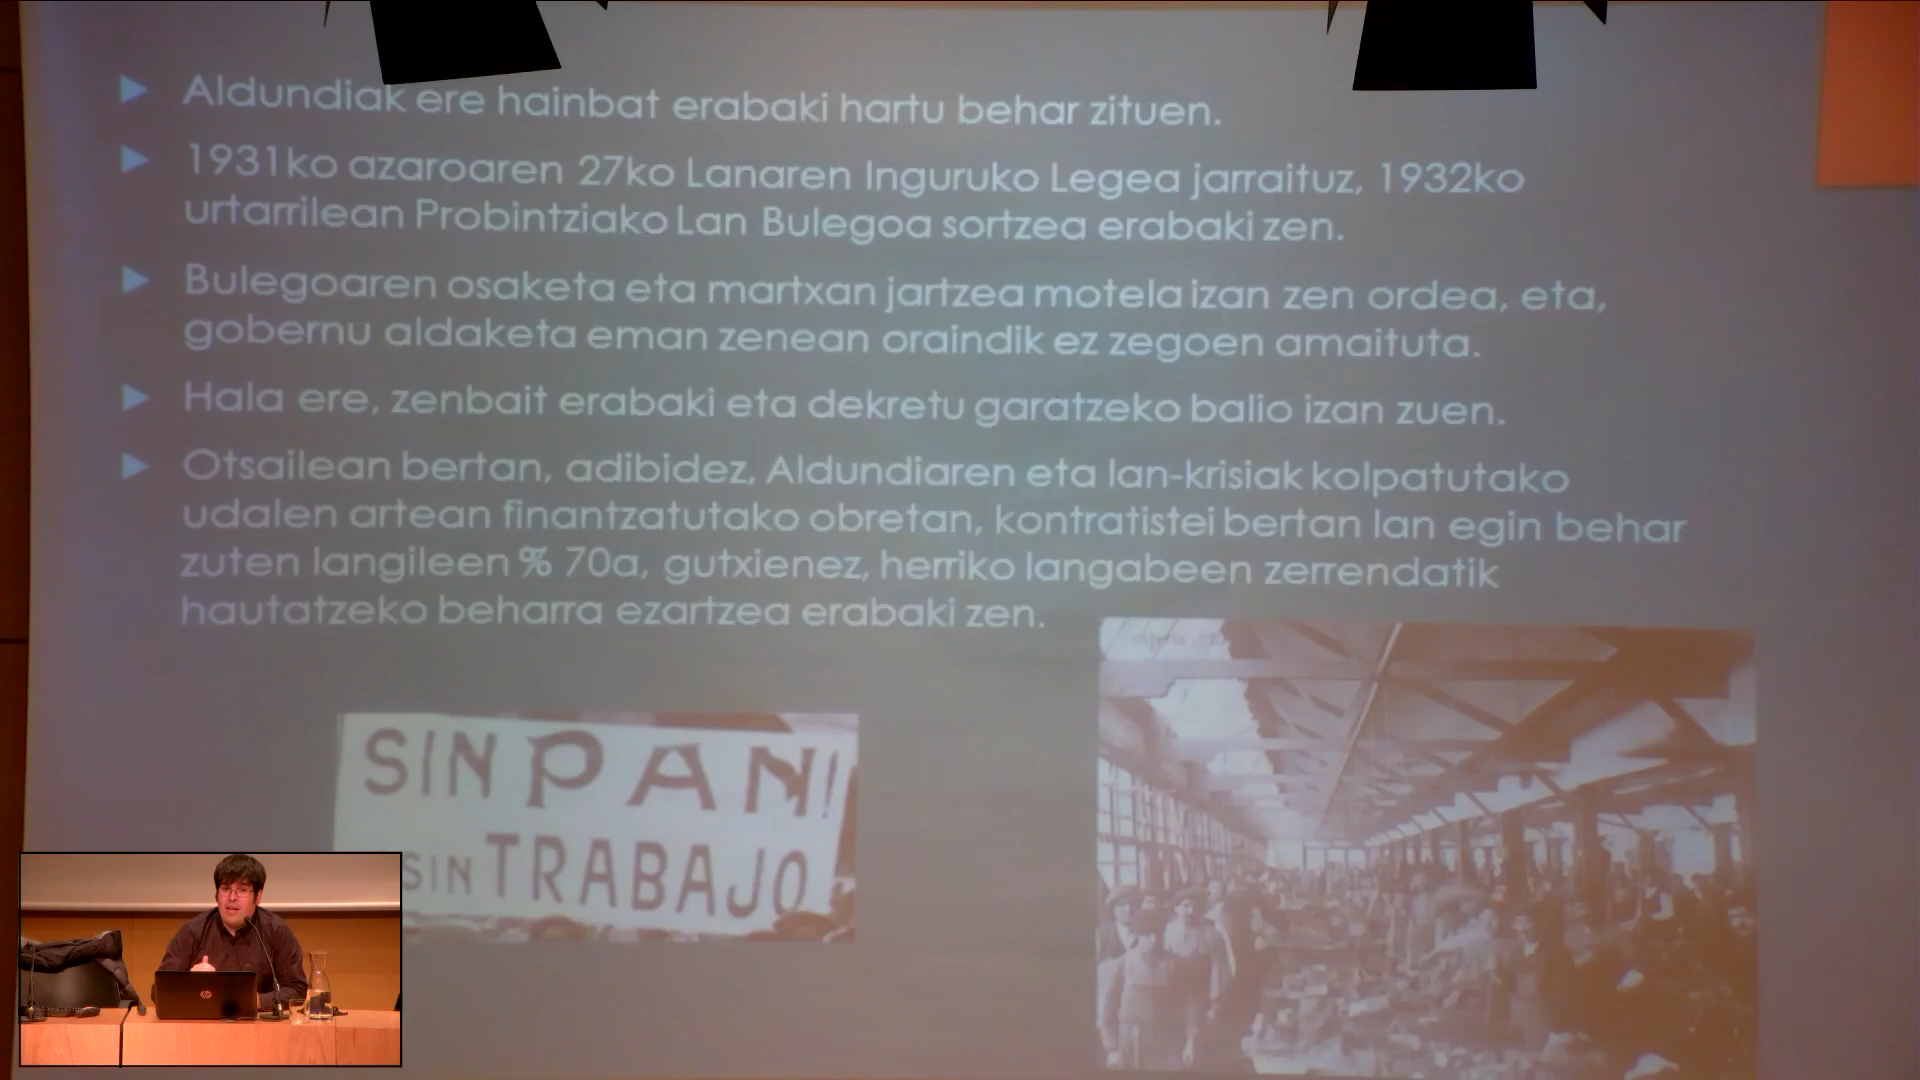 Aldundiak ere hainbat erabaki hartu behar zituen.
1931ko azaroaren 27ko Lanaren Inguruko Legea jarraituz, 1932ko
urtarrilean Probintziako Lan Bulegoa sortzea erabaki zen.
Bulegoaren osaketa eta martxan jartzea motela izan zen ordea, eta,
gobernu aldaketa eman zenean oraindik ez zegoen amaituta.
Hala ere, zenbait erabaki eta dekretu garatzeko balio izan zuen.
Otsailean bertan, adibidez, Aldundiaren eta lan-krisiak kolpatutako
udalen artean finantzatutako obretan, kontratistei bertan lan egin behar
zuten langileen % 70a, gutxienez, herriko langabeen zerrendatik
hautatzeko beharra ezartzea erabaki zen.
SIN PAN!
SIN TRABAJO
hp